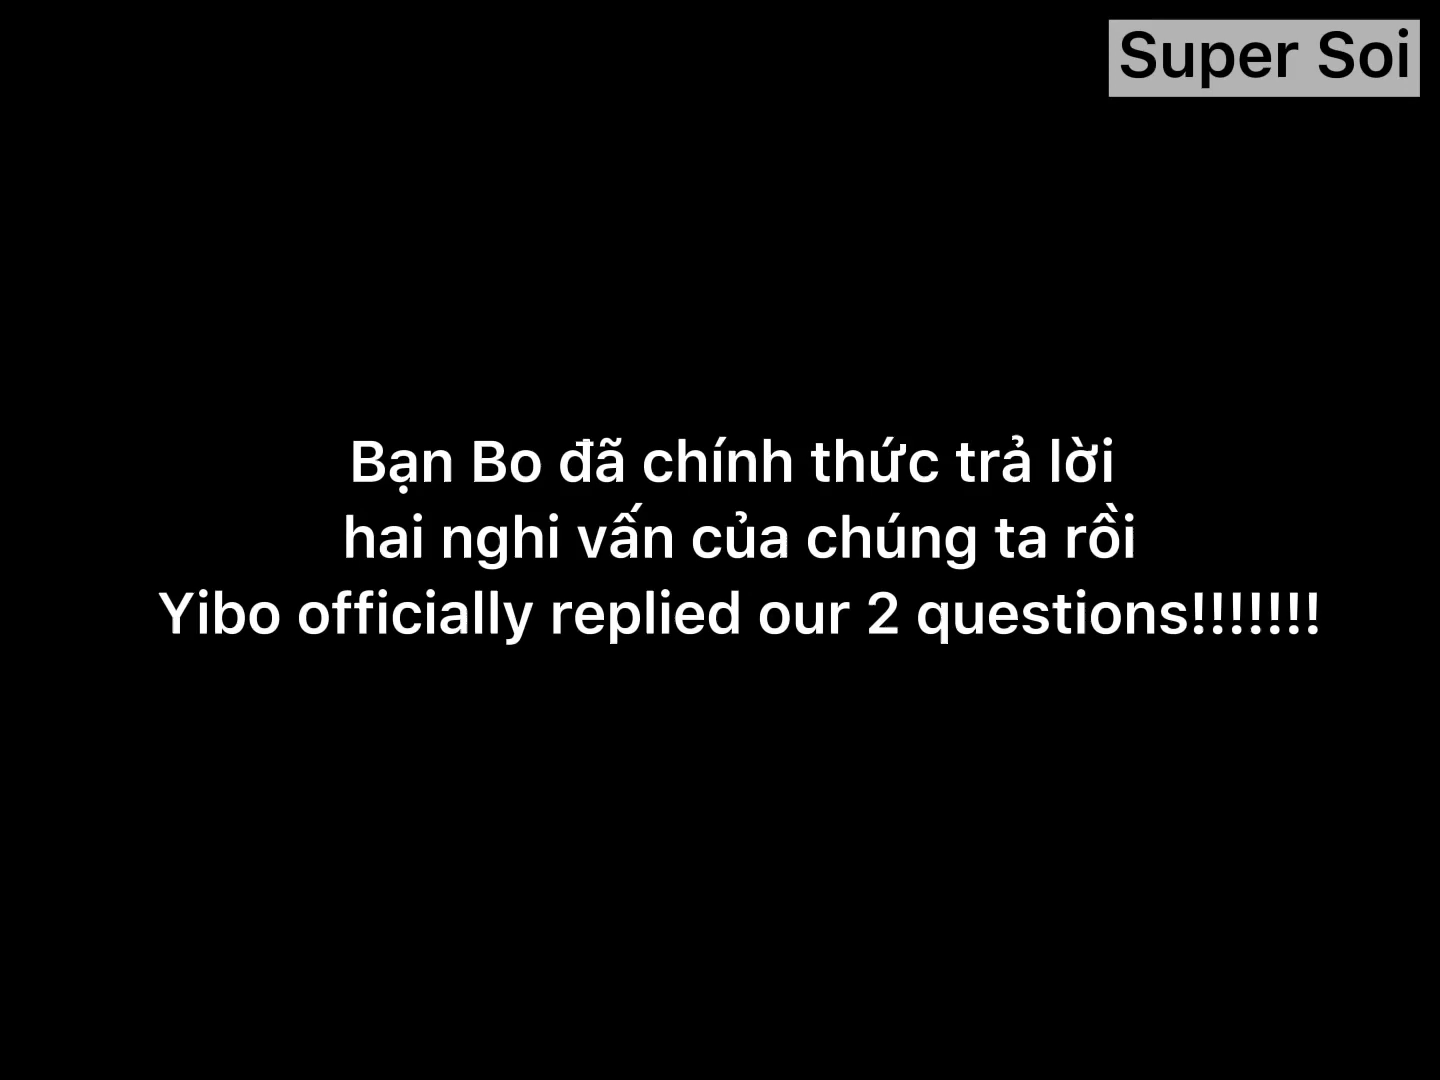 Super Soi
Bạn Bo đã chính thức trả lời
hai nghi vấn của chúng ta rồi
Yibo officially replied our 2 questions!!!!!!!